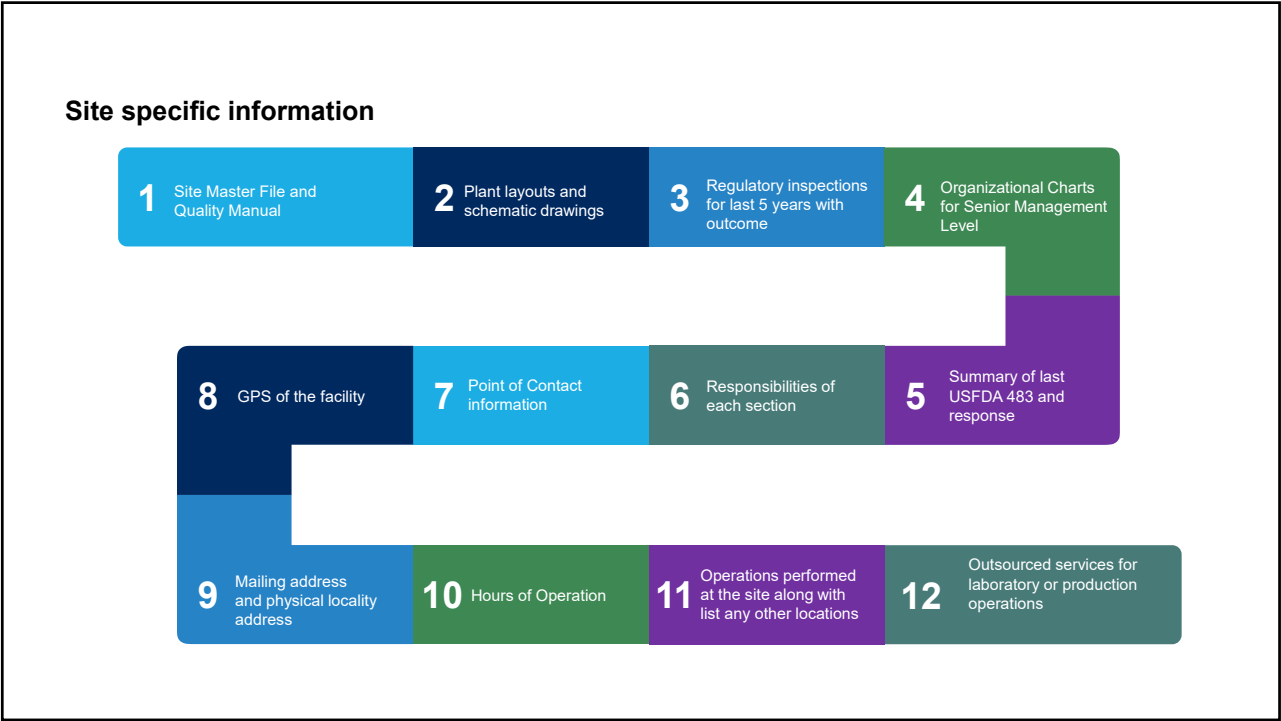 Site specific information
1
Site Master File and
Quality Manual
2
Plant layouts and
schematic drawings
3
Regulatory inspections
for last 5 years with
outcome
4
Organizational Charts
for Senior Management
Level
5
Summary of last
USFDA 483 and
response
6
Responsibilities of
each section
7
Point of Contact
information
8
GPS of the facility
9
Mailing address
and physical locality
address
10
Hours of Operation
11
Operations performed
at the site along with
list any other locations
12
Outsourced services for
laboratory or production
operations